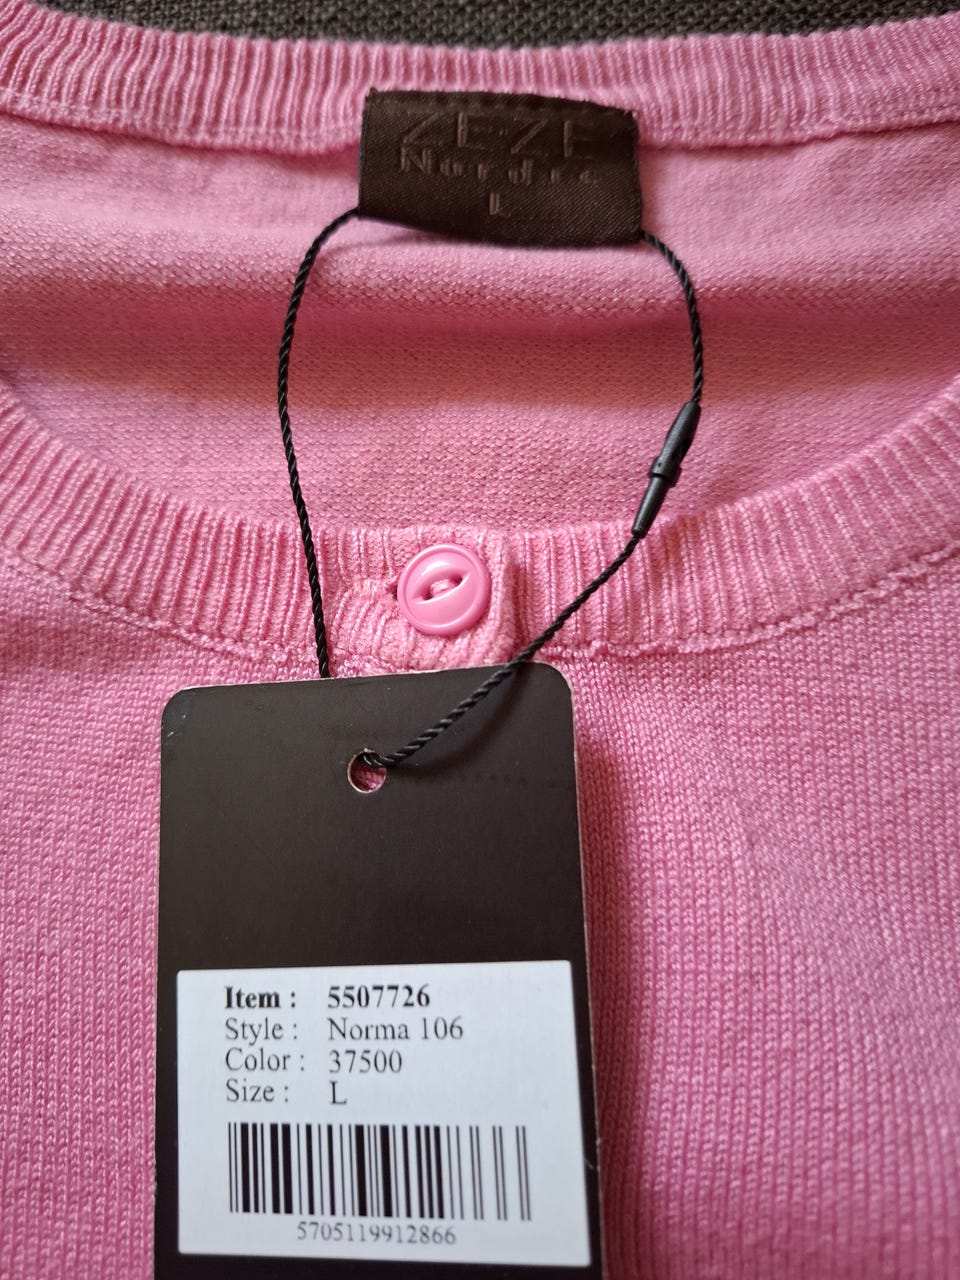 ZEZE
Nordic
L
Item : 5507726
Style : Norma 106
Color : 37500
Size : L
5705119912866